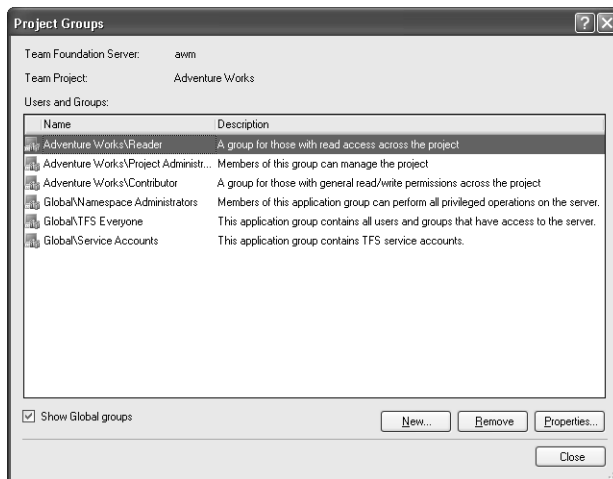 Project Groups
Team Foundation Server: awm
Team Project: Adventure Works
Users and Groups:
Name Description
Adventure Works\Reader A group for those with read access across the project
Adventure Works\Project Administr... Members of this group can manage the project
Adventure Works\Contributor A group for those with general read/write permissions across the project
Global\Namespace Administrators Members of this application group can perform all privileged operations on the server.
Global\TFS Everyone This application group contains all users and groups that have access to the server.
Global\Service Accounts This application group contains TFS service accounts.
Show Global groups New... Remove Properties...
Close